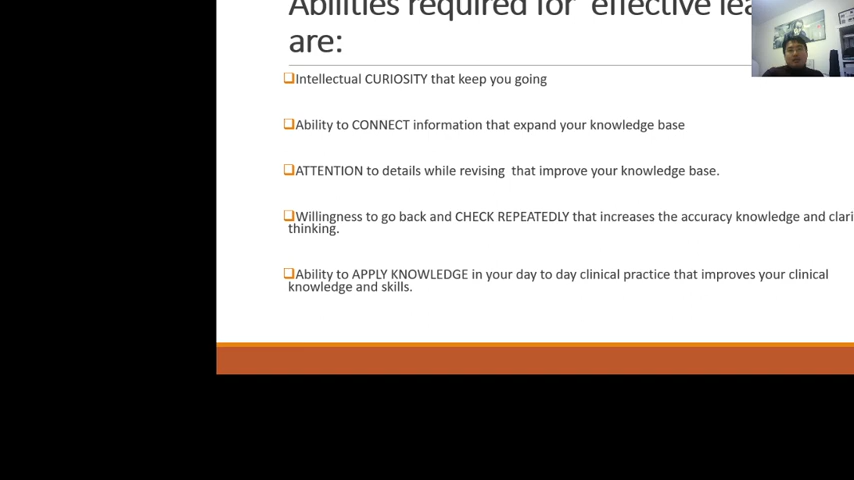 Abilities required for effective lea
are:
Intellectual CURIOSITY that keep you going
Ability to CONNECT information that expand your knowledge base
ATTENTION to details while revising that improve your knowledge base.
Willingness to go back and CHECK REPEATEDLY that increases the accuracy knowledge and clari
thinking.
Ability to APPLY KNOWLEDGE in your day to day clinical practice that improves your clinical
knowledge and skills.